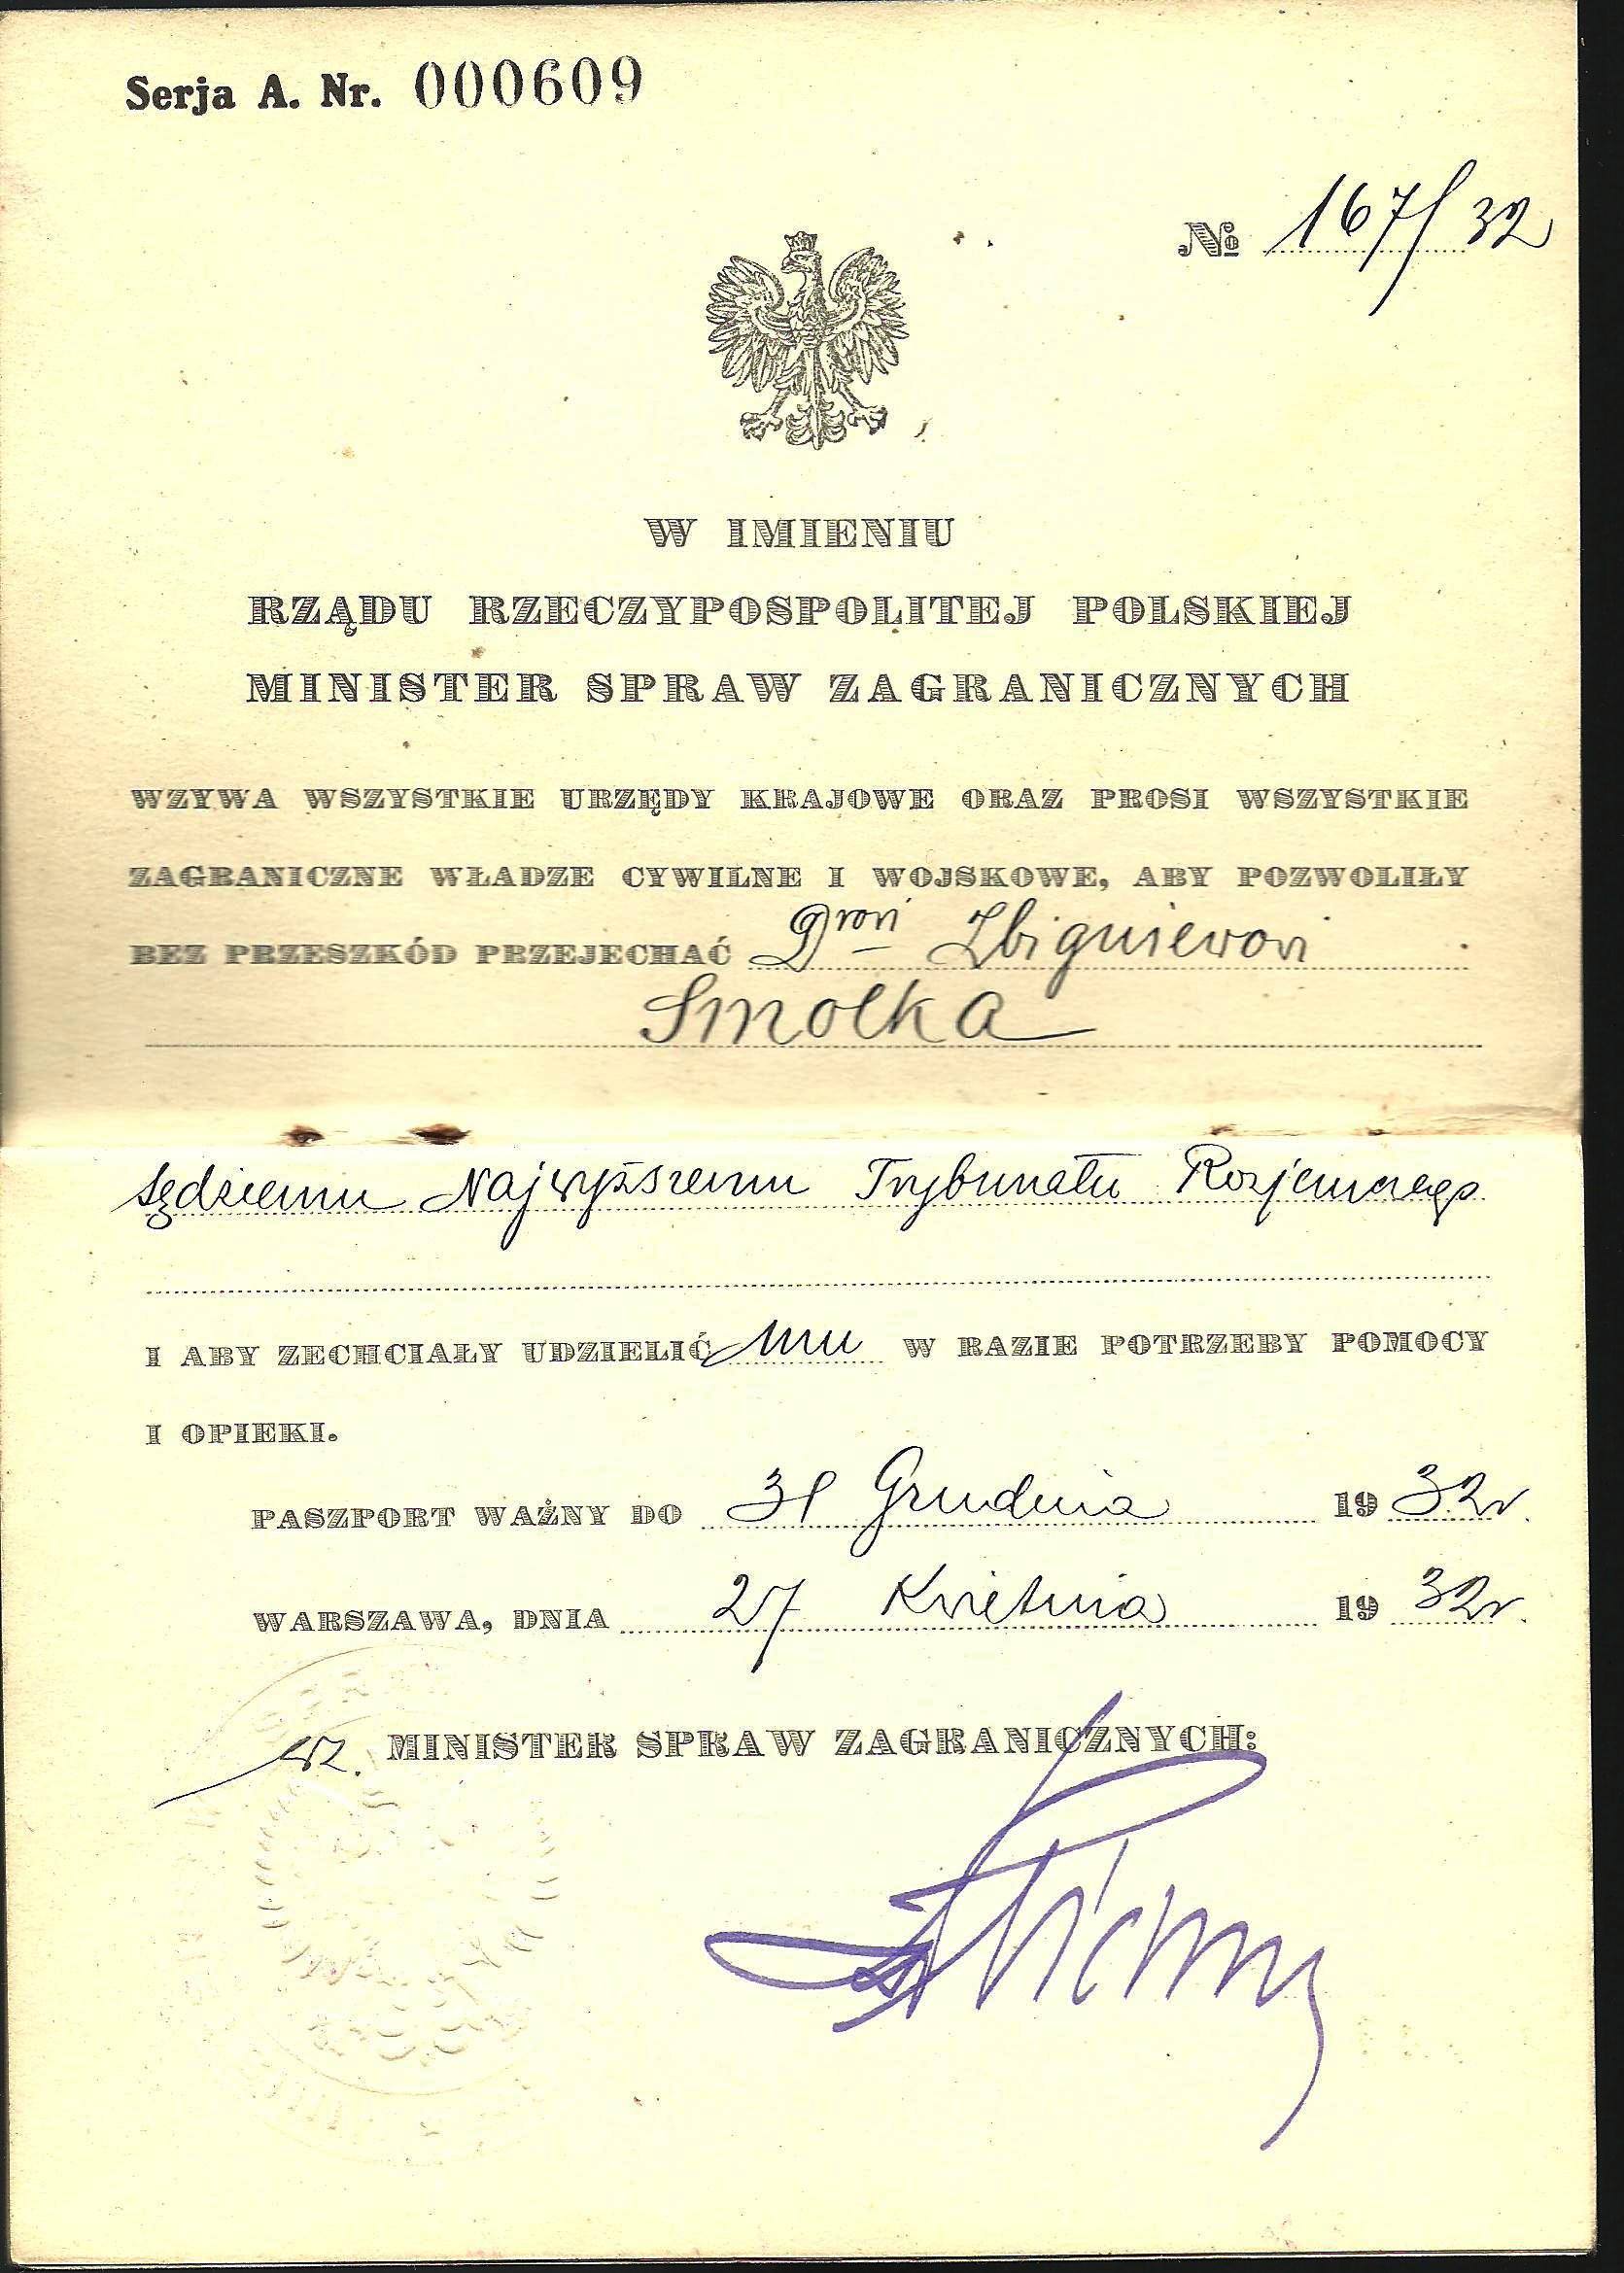 Serja A. Nr. 000609
№ 167/32
W IMIENIU
RZĄDU RZECZYPOSPOLITEJ POLSKIEJ
MINISTER SPRAW ZAGRANICZNYCH
WZYWA WSZYSTKIE URZĘDY KRAJOWE ORAZ PROSI WSZYSTKIE
ZAGRANICZNE WŁADZE CYWILNE I WOJSKOWE, ABY POZWOLIŁY
BEZ PRZESZKÓD PRZEJECHAĆ Drowi Zbigniewowi
Smolka
sędziemu Najwyższemu Trybunału Rozjemczego
I ABY ZECHCIAŁY UDZIELIĆ mu W RAZIE POTRZEBY POMOCY
I OPIEKI.
PASZPORT WAŻNY DO 31 Grudnia 1932r.
WARSZAWA, DNIA 27 Kwietnia 1932r.
wz. MINISTER SPRAW ZAGRANICZNYCH: